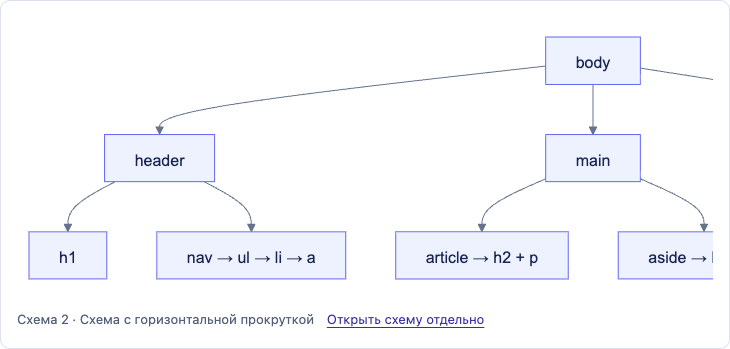 body
header
main
h1
nav → ul → li → a
article → h2 + p
aside →
Схема 2 · Схема с горизонтальной прокруткой Открыть схему отдельно